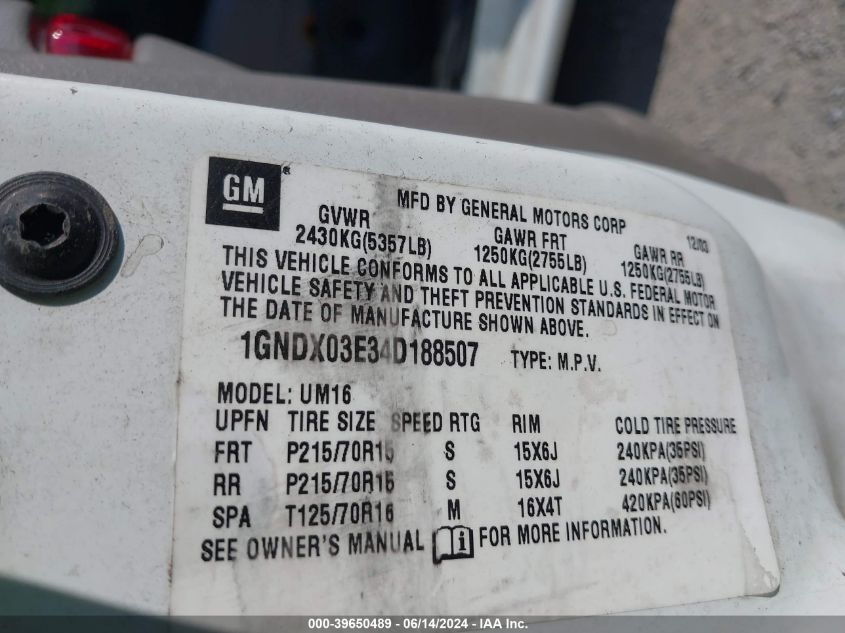 GM
MFD BY GENERAL MOTORS CORP 12/03
GVWR GAWR FRT GAWR RR
2430KG(5357LB) 1250KG(2755LB) 1250KG(2755LB)
THIS VEHICLE CONFORMS TO ALL APPLICABLE U.S. FEDERAL MOTOR
VEHICLE SAFETY AND THEFT PREVENTION STANDARDS IN EFFECT ON
THE DATE OF MANUFACTURE SHOWN ABOVE.
1GNDX03E34D188507 TYPE: M.P.V.
MODEL: UM16
UPFN TIRE SIZE SPEED RTG RIM COLD TIRE PRESSURE
FRT P215/70R15 S 15X6J 240KPA(35PSI)
RR P215/70R15 S 15X6J 240KPA(35PSI)
SPA T125/70R16 M 16X4T 420KPA(60PSI)
SEE OWNER'S MANUAL i FOR MORE INFORMATION.
000-39650489 - 06/14/2024 - IAA Inc.